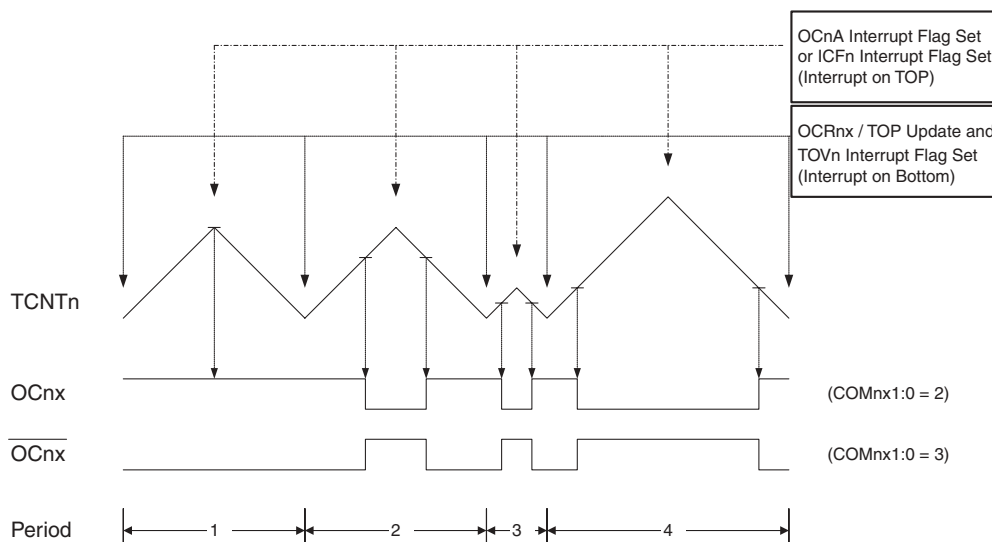 OCnA Interrupt Flag Set
or ICFn Interrupt Flag Set
(Interrupt on TOP)
OCRnx / TOP Update and
TOVn Interrupt Flag Set
(Interrupt on Bottom)
TCNTn
OCnx
(COMnx1:0 = 2)
OCnx
(COMnx1:0 = 3)
Period
1
2
3
4